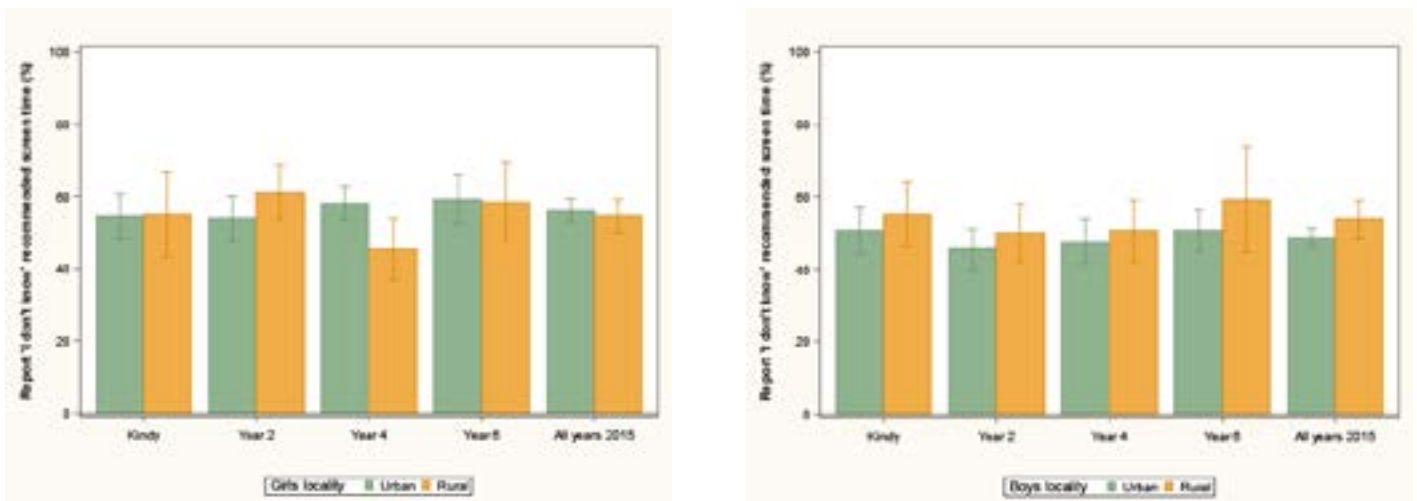 Report 'I don't know' recommended screen time (%)
100
80
60
40
20
0
Kindy Year 2 Year 4 Year 6 All years 2015
Girls locality Urban Rural
Report 'I don't know' recommended screen time (%)
100
80
60
40
20
0
Kindy Year 2 Year 4 Year 6 All years 2015
Boys locality Urban Rural